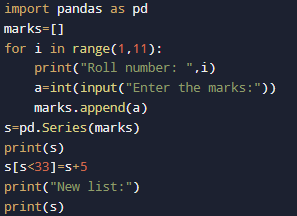 import pandas as pd
marks=[]
for i in range(1,11):
    print("Roll number: ",i)
    a=int(input("Enter the marks:"))
    marks.append(a)
s=pd.Series(marks)
print(s)
s[s<33]=s+5
print("New list:")
print(s)